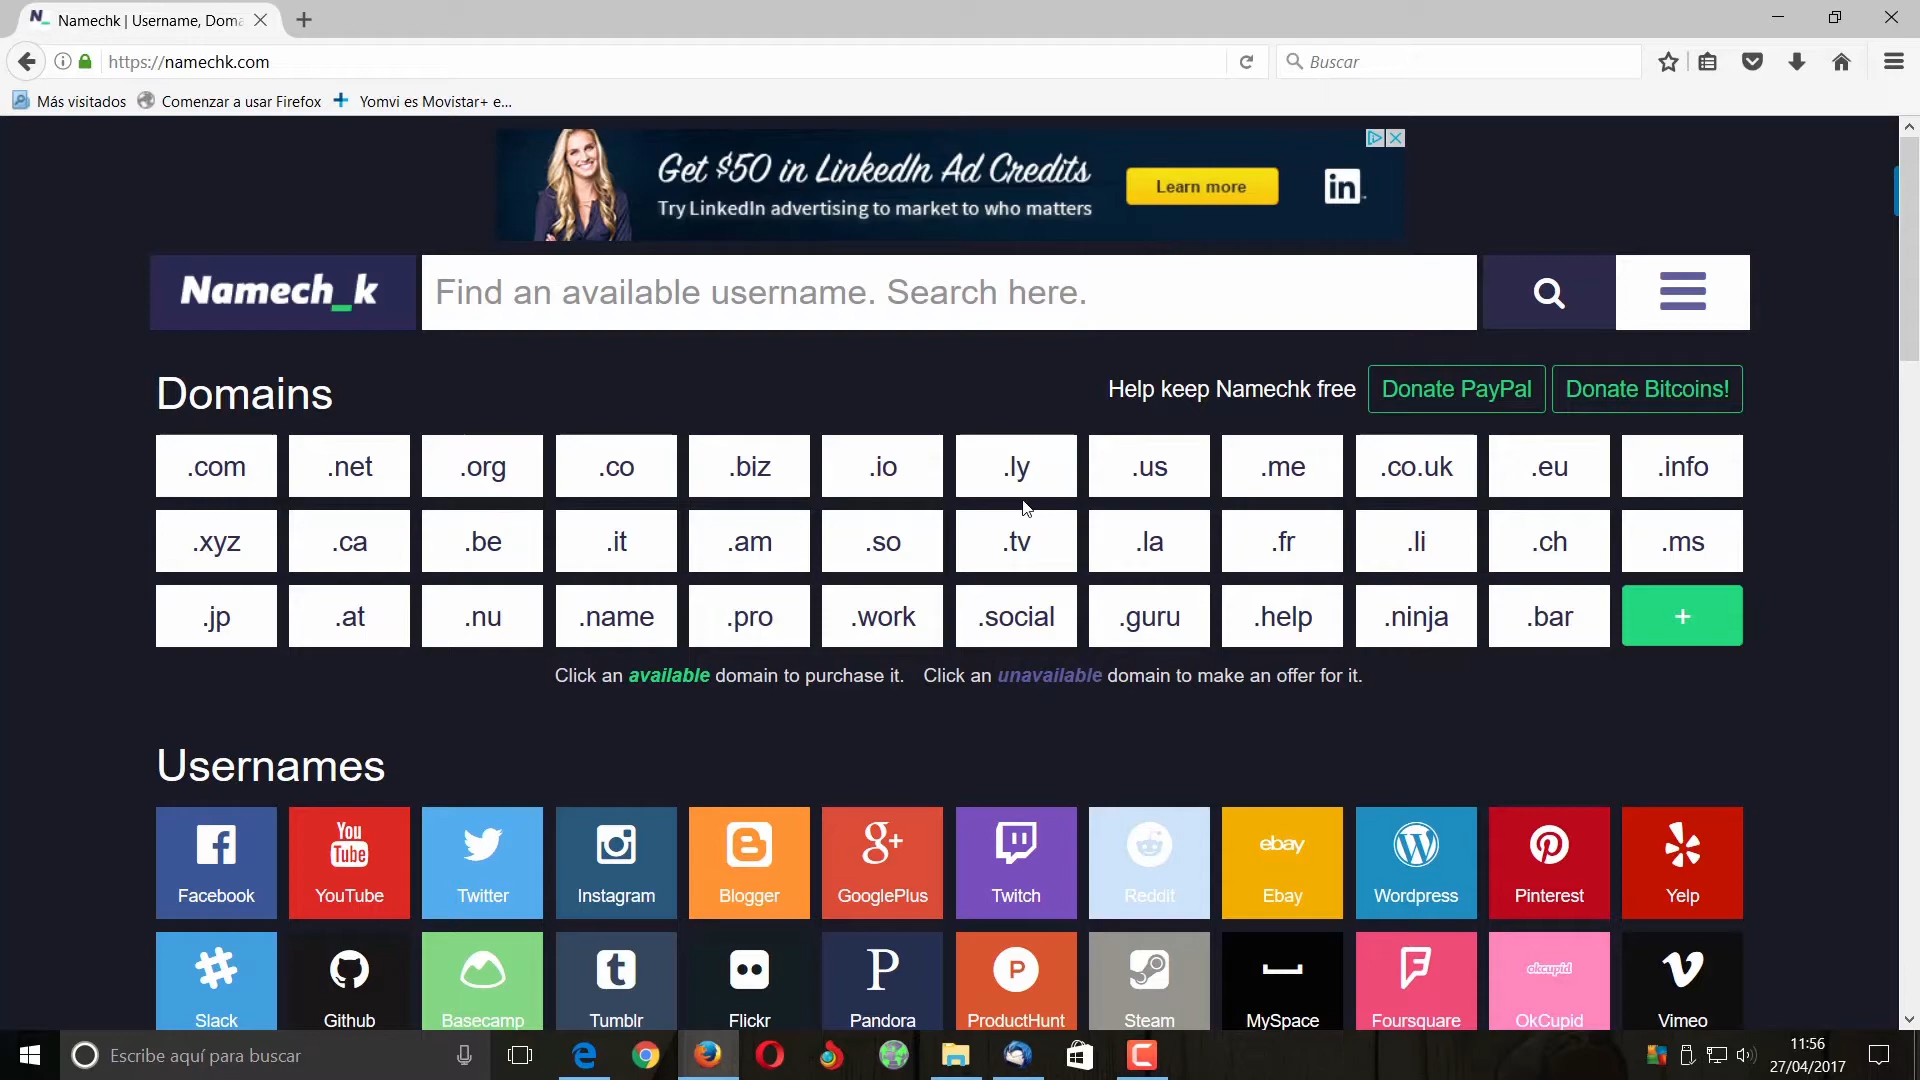 Namechk | Username, Doma
https://namechk.com
Buscar
Más visitados
Comenzar a usar Firefox
Yomvi es Movistar+ e...
Get $50 in LinkedIn Ad Credits
Try LinkedIn advertising to market to who matters
Learn more
in
Namech_k
Find an available username. Search here.
Domains
Help keep Namechk free
Donate PayPal
Donate Bitcoins!
.com .net .org .co .biz .io .ly .us .me .co.uk .eu .info
.xyz .ca .be .it .am .so .tv .la .fr .li .ch .ms
.jp .at .nu .name .pro .work .social .guru .help .ninja .bar +
Click an available domain to purchase it. Click an unavailable domain to make an offer for it.
Usernames
You
Tube
g+
ebay
Facebook YouTube Twitter Instagram Blogger GooglePlus Twitch Reddit Ebay Wordpress Pinterest Yelp
okcupid
Slack Github Basecamp Tumblr Flickr Pandora ProductHunt Steam MySpace Foursquare OkCupid Vimeo
Escribe aquí para buscar
11:56
27/04/2017